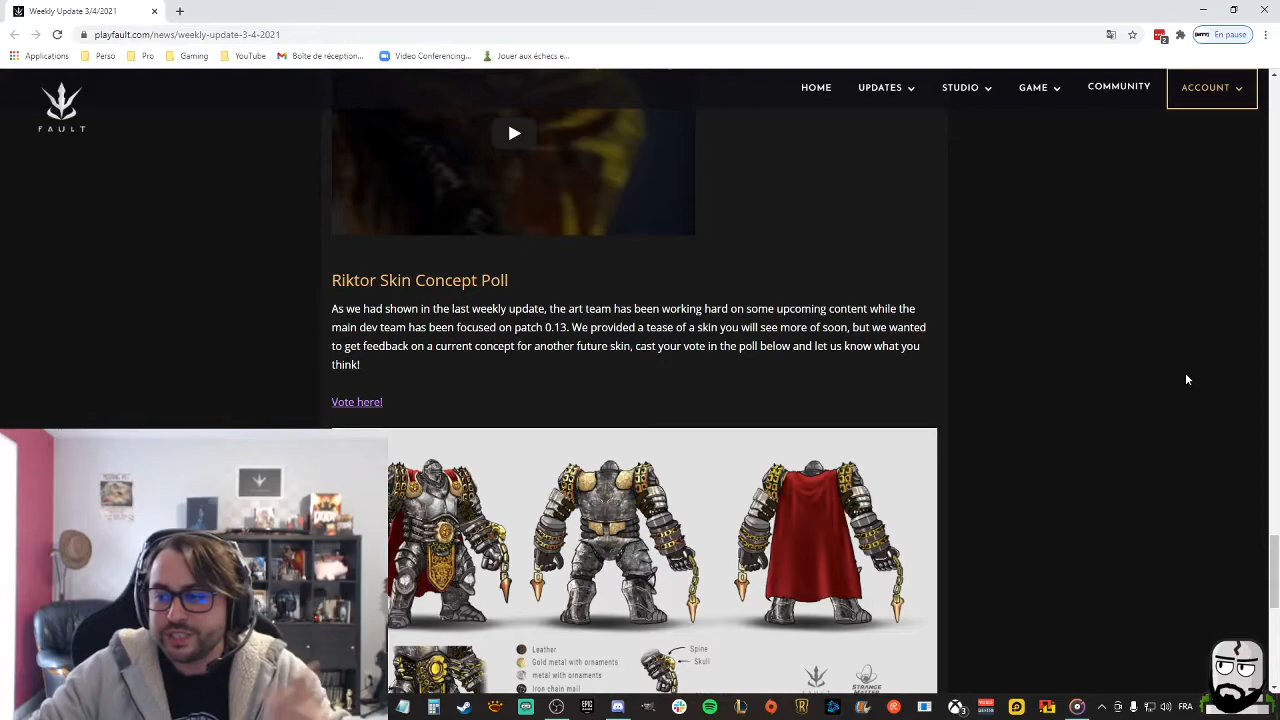 Weekly Update 3/4/2021
playfault.com/news/weekly-update-3-4-2021
2
En pause
Applications
Perso
Pro
Gaming
YouTube
Boîte de réception...
Video Conferencing...
Jouer aux échecs e...
FAULT
HOME
UPDATES
STUDIO
GAME
COMMUNITY
ACCOUNT
Riktor Skin Concept Poll
As we had shown in the last weekly update, the art team has been working hard on some upcoming content while the
main dev team has been focused on patch 0.13. We provided a tease of a skin you will see more of soon, but we wanted
to get feedback on a current concept for another future skin, cast your vote in the poll below and let us know what you
think!
Vote here!
Leather
Gold metal with ornaments
metal with ornaments
Iron chain mail
Spine
Skull
FAULT
STRANGE
MATTER
EPIC
FRA